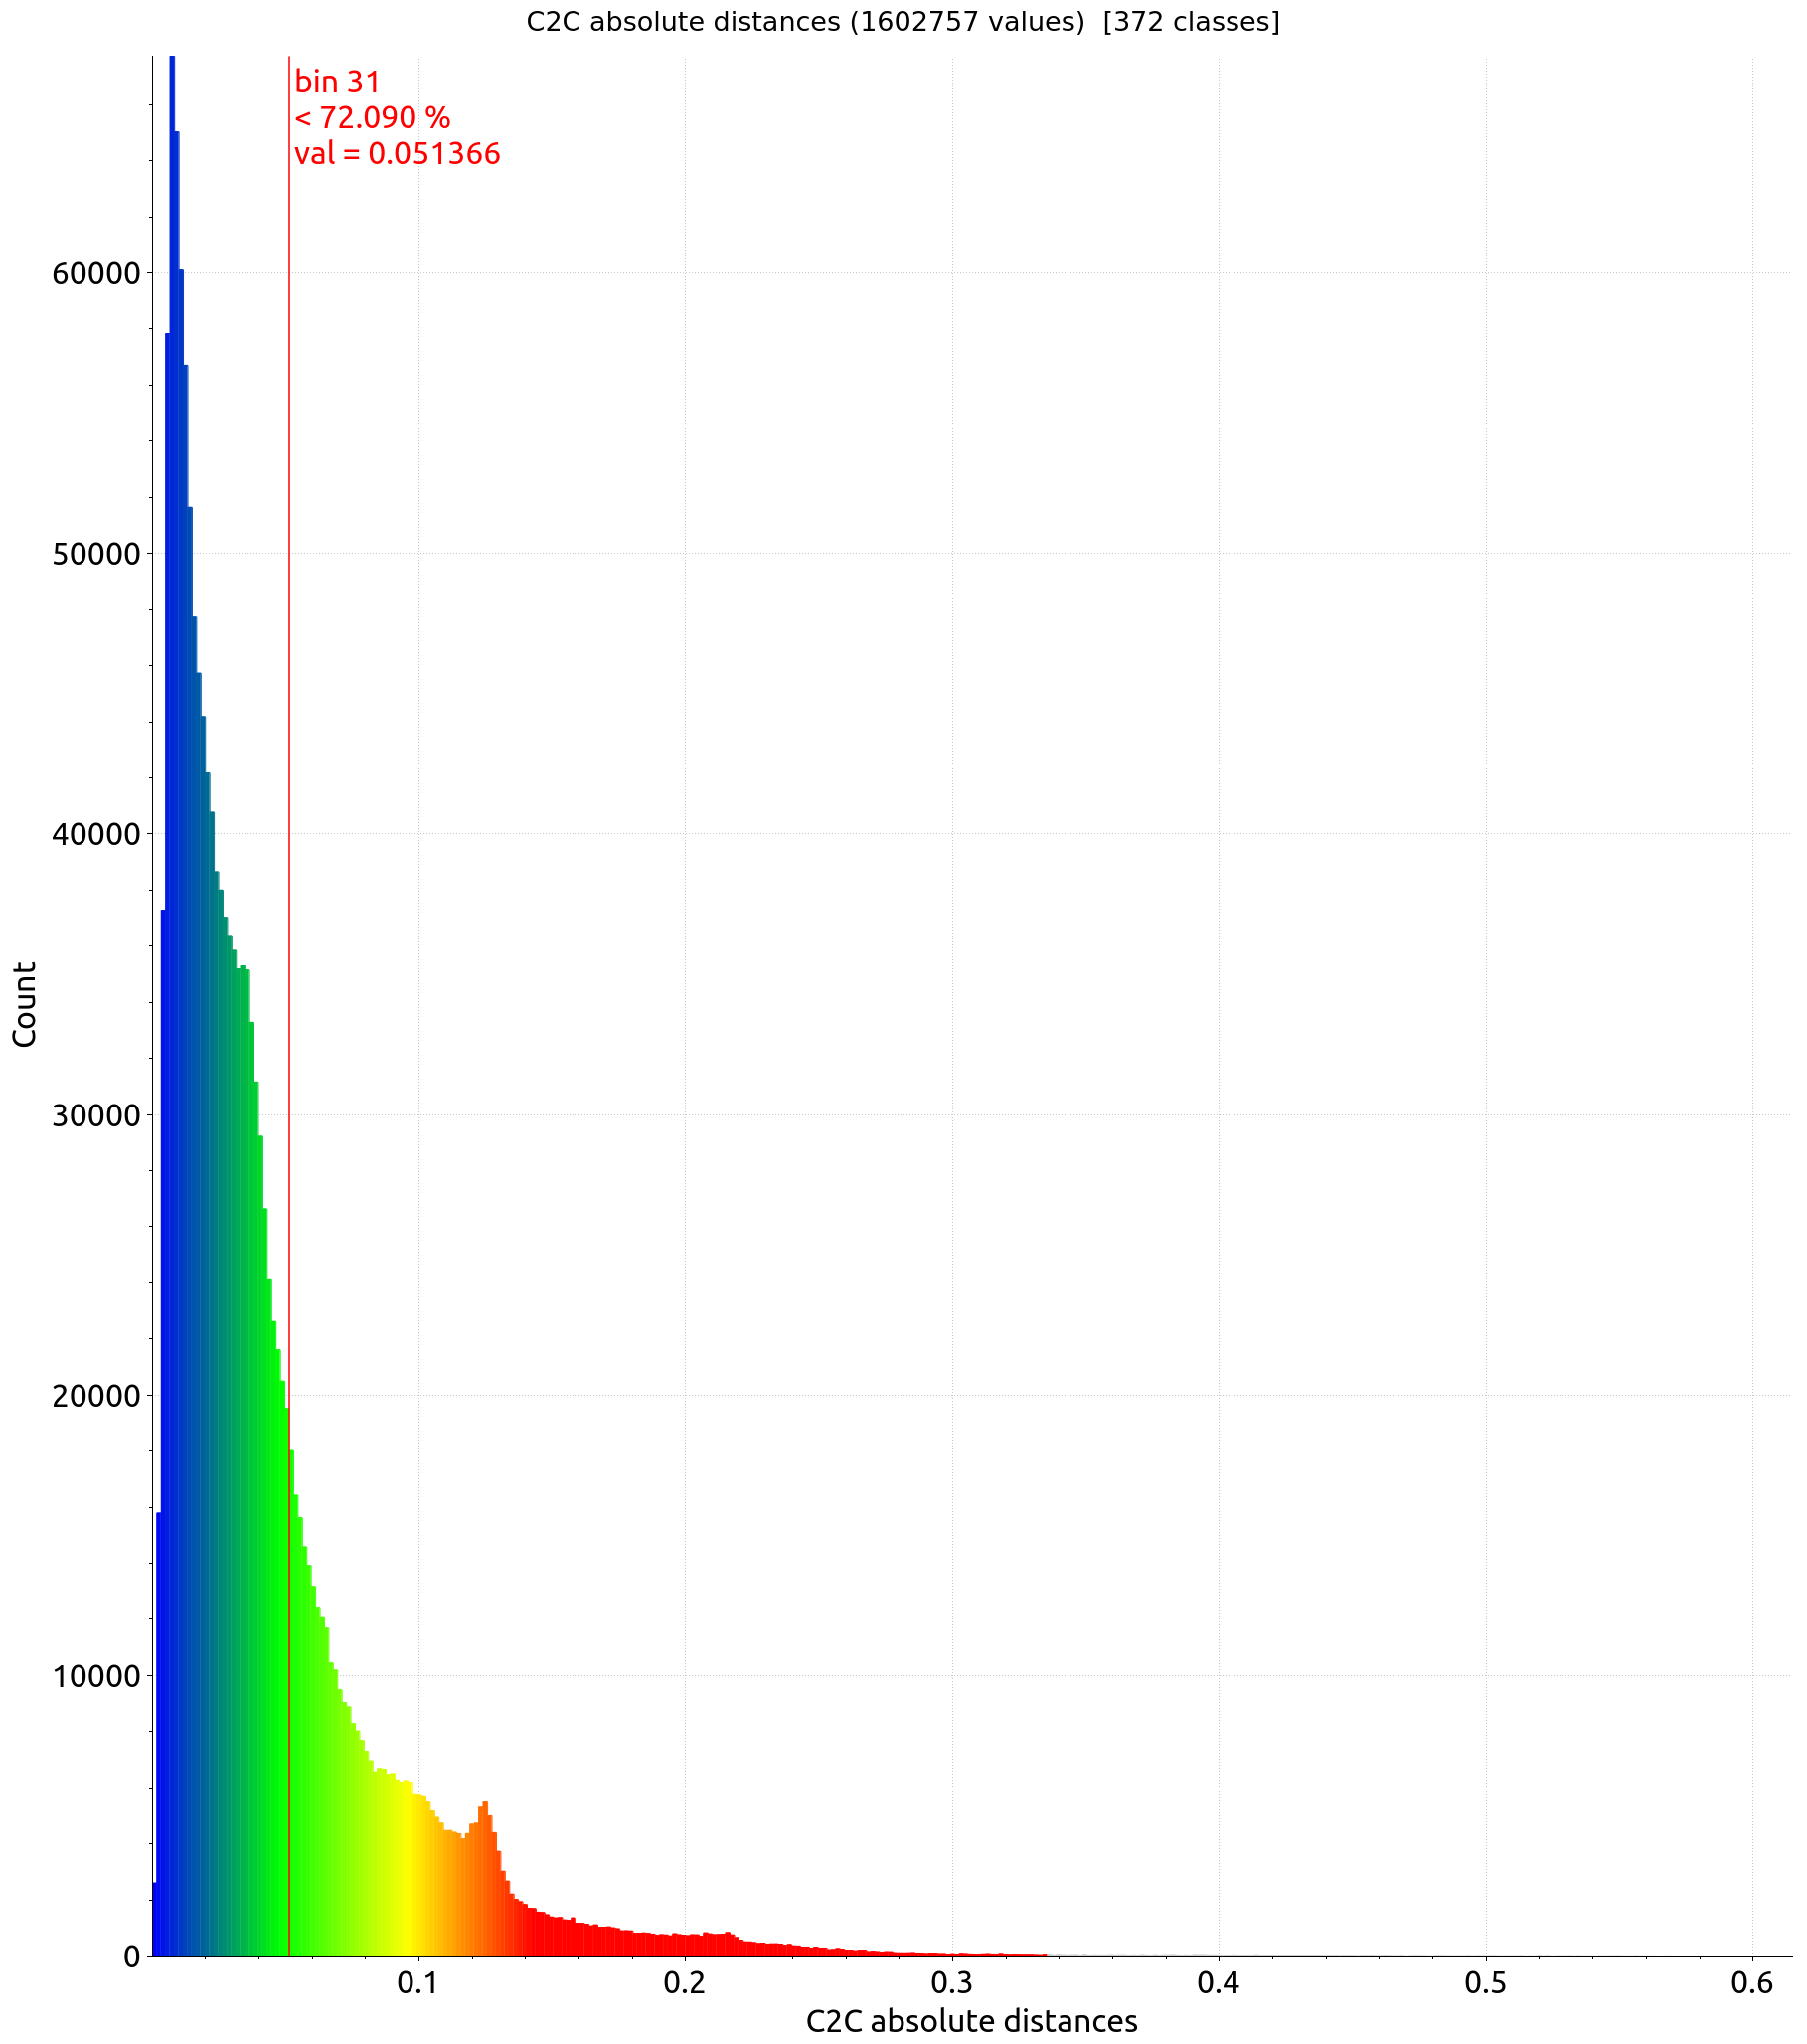 C2C absolute distances (1602757 values)  [372 classes]
bin 31
< 72.090 %
val = 0.051366
60000
50000
40000
30000
20000
10000
0
Count
0.1 0.2 0.3 0.4 0.5 0.6
C2C absolute distances